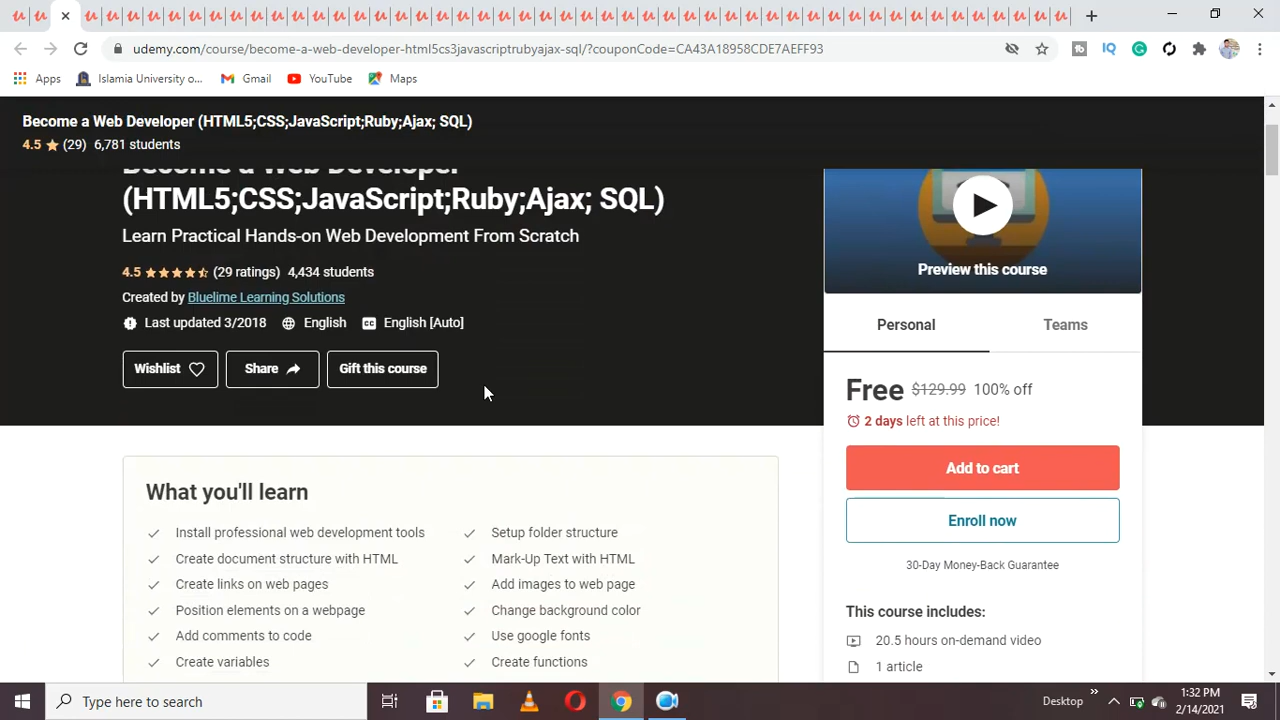 udemy.com/course/become-a-web-developer-html5cs3javascriptrubyajax-sql/?couponCode=CA43A18958CDE7AEFF93
IQ
Apps
Islamia University o...
Gmail
YouTube
Maps
Become a Web Developer (HTML5;CSS;JavaScript;Ruby;Ajax; SQL)
4.5 ★ (29) 6,781 students
Become a Web Developer
(HTML5;CSS;JavaScript;Ruby;Ajax; SQL)
Learn Practical Hands-on Web Development From Scratch
4.5 (29 ratings) 4,434 students
Created by Bluelime Learning Solutions
Last updated 3/2018 English CC English [Auto]
Wishlist
Share
Gift this course
What you'll learn
Install professional web development tools
Setup folder structure
Create document structure with HTML
Mark-Up Text with HTML
Create links on web pages
Add images to web page
Position elements on a webpage
Change background color
Add comments to code
Use google fonts
Create variables
Create functions
Preview this course
Personal
Teams
Free $129.99 100% off
2 days left at this price!
Add to cart
Enroll now
30-Day Money-Back Guarantee
This course includes:
20.5 hours on-demand video
1 article
Type here to search
Desktop
1:32 PM
2/14/2021